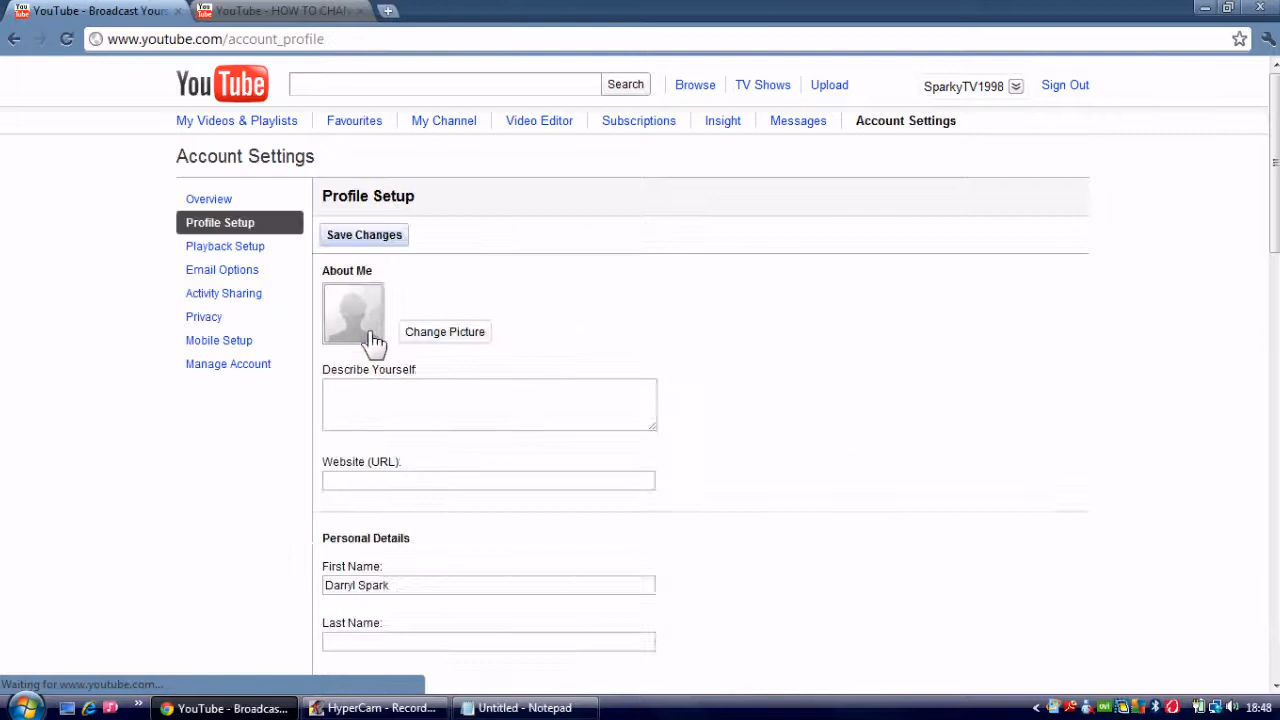 YouTube - Broadcast Yours
YouTube - HOW TO CHAN
www.youtube.com/account_profile
YouTube
Search
Browse
TV Shows
Upload
SparkyTV1998
Sign Out
My Videos & Playlists
Favourites
My Channel
Video Editor
Subscriptions
Insight
Messages
Account Settings
Account Settings
Overview
Profile Setup
Playback Setup
Email Options
Activity Sharing
Privacy
Mobile Setup
Manage Account
Profile Setup
Save Changes
About Me
Change Picture
Describe Yourself
Website (URL):
Personal Details
First Name:
Darryl Spark
Last Name:
Waiting for www.youtube.com...
YouTube - Broadcas...
HyperCam - Record...
Untitled - Notepad
18:48